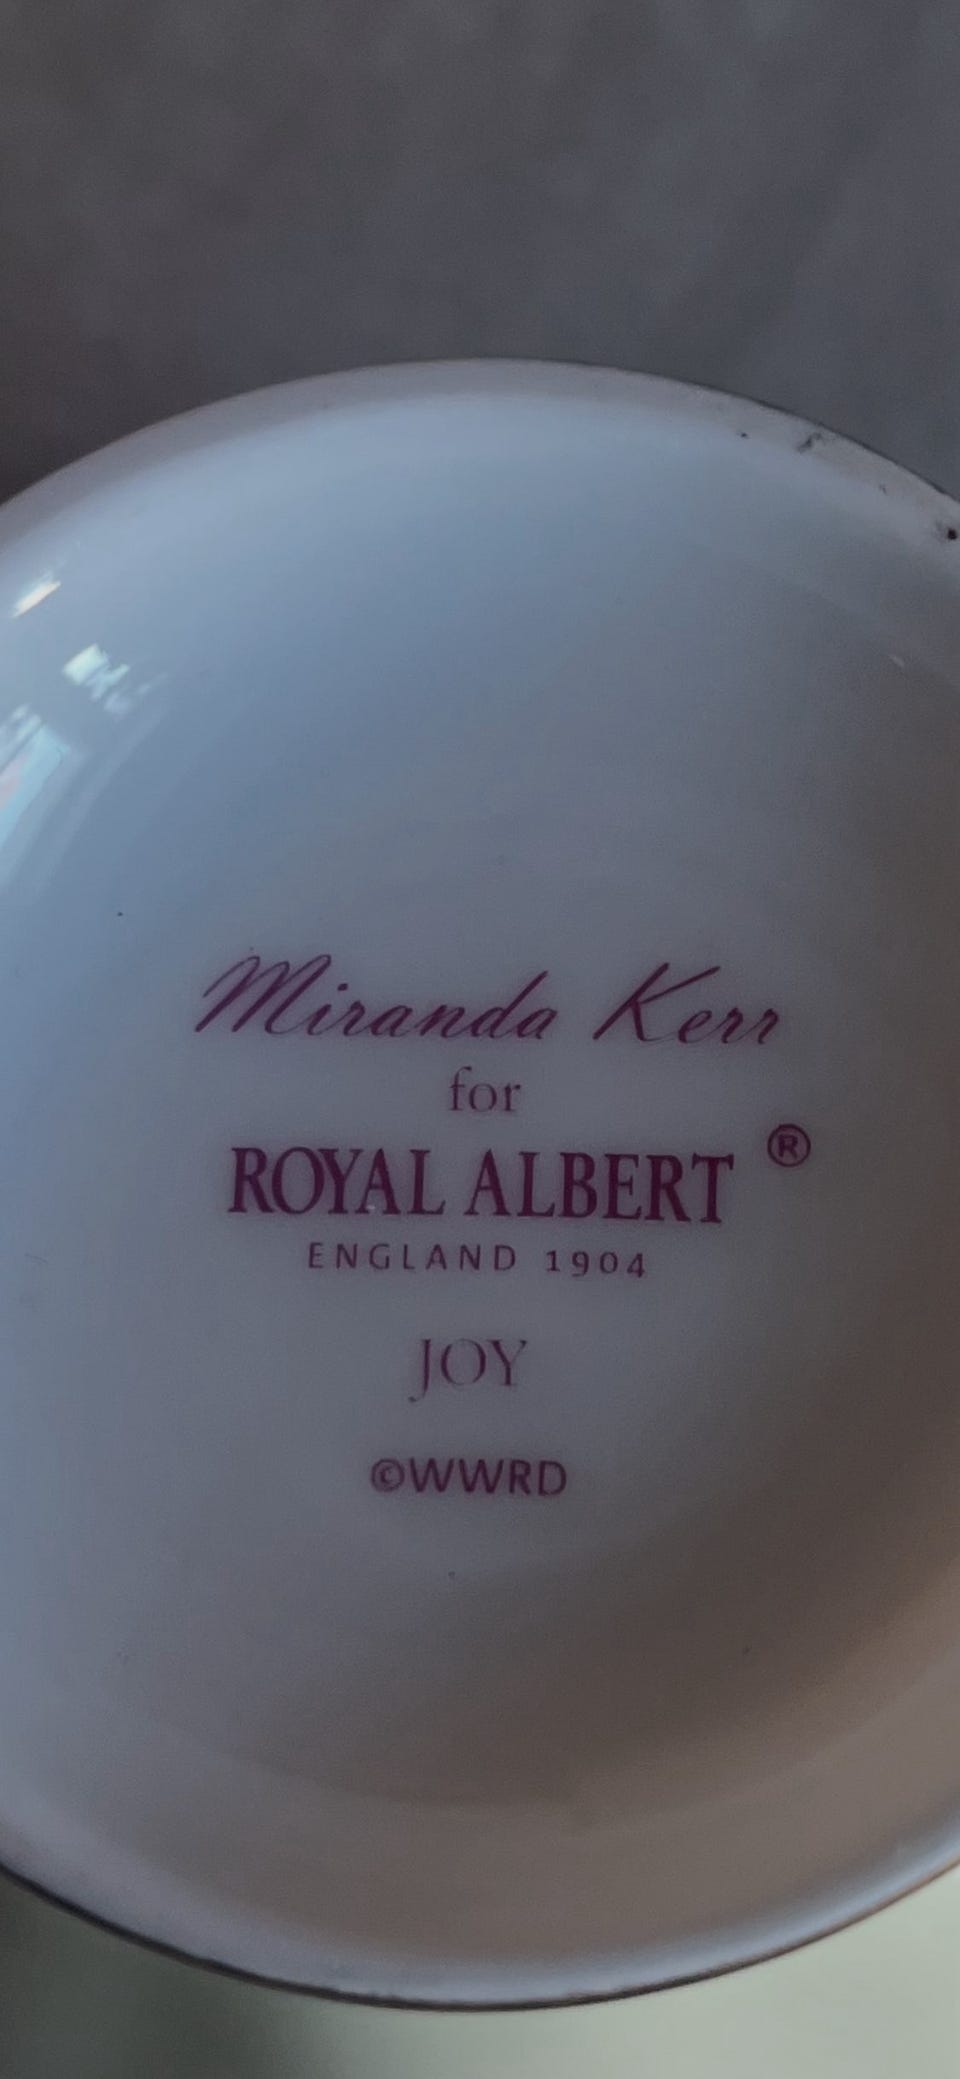 Miranda Kerr
for
ROYAL ALBERT ®
ENGLAND 1904
JOY
©WWRD